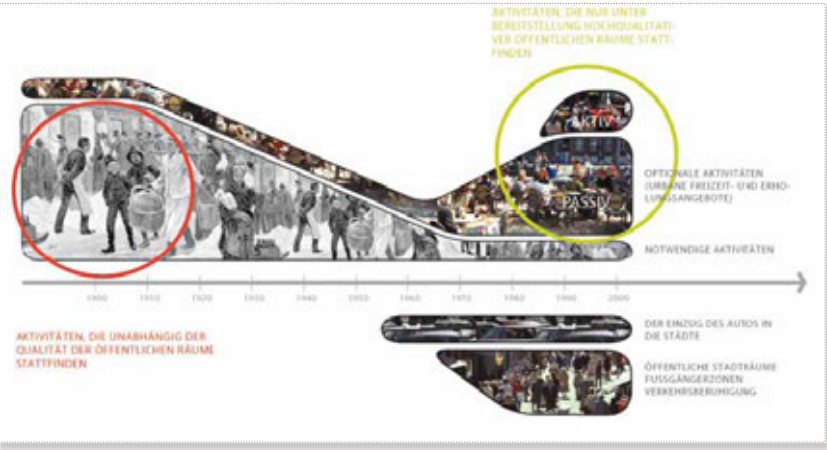 AKTIVITÄTEN, DIE NUR UNTER
BEREITSTELLUNG HOCHQUALITATI-
VER ÖFFENTLICHEN RÄUME STATT-
FINDEN
AKTIV
PASSIV
OPTIONALE AKTIVITÄTEN
(URBANE FREIZEIT- UND ERHO-
LUNGSANGEBOTE)
NOTWENDIGE AKTIVITÄTEN
1900 1910 1920 1930 1940 1950 1960 1970 1980 1990 2000
AKTIVITÄTEN, DIE UNABHÄNGIG DER
QUALITÄT DER ÖFFENTLICHEN RÄUME
STATTFINDEN
DER EINZUG DES AUTOS IN
DIE STÄDTE
ÖFFENTLICHE STADTRÄUME
FUSSGÄNGERZONEN
VERKEHRSBERUHIGUNG